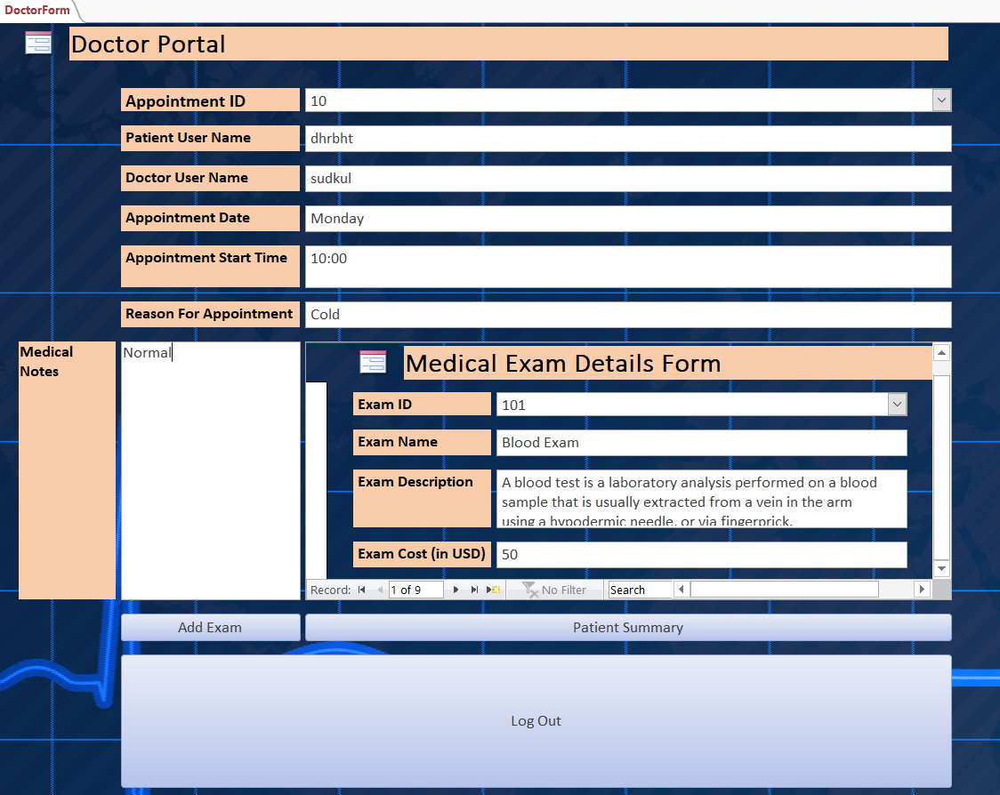 DoctorForm
Doctor Portal
Appointment ID 10
Patient User Name dhrbht
Doctor User Name sudkul
Appointment Date Monday
Appointment Start Time 10:00
Reason For Appointment Cold
Medical
Notes
Normal
Medical Exam Details Form
Exam ID 101
Exam Name Blood Exam
Exam Description A blood test is a laboratory analysis performed on a blood
sample that is usually extracted from a vein in the arm
using a hypodermic needle, or via fingerprick.
Exam Cost (in USD) 50
Record: 1 of 9 No Filter Search
Add Exam Patient Summary
Log Out